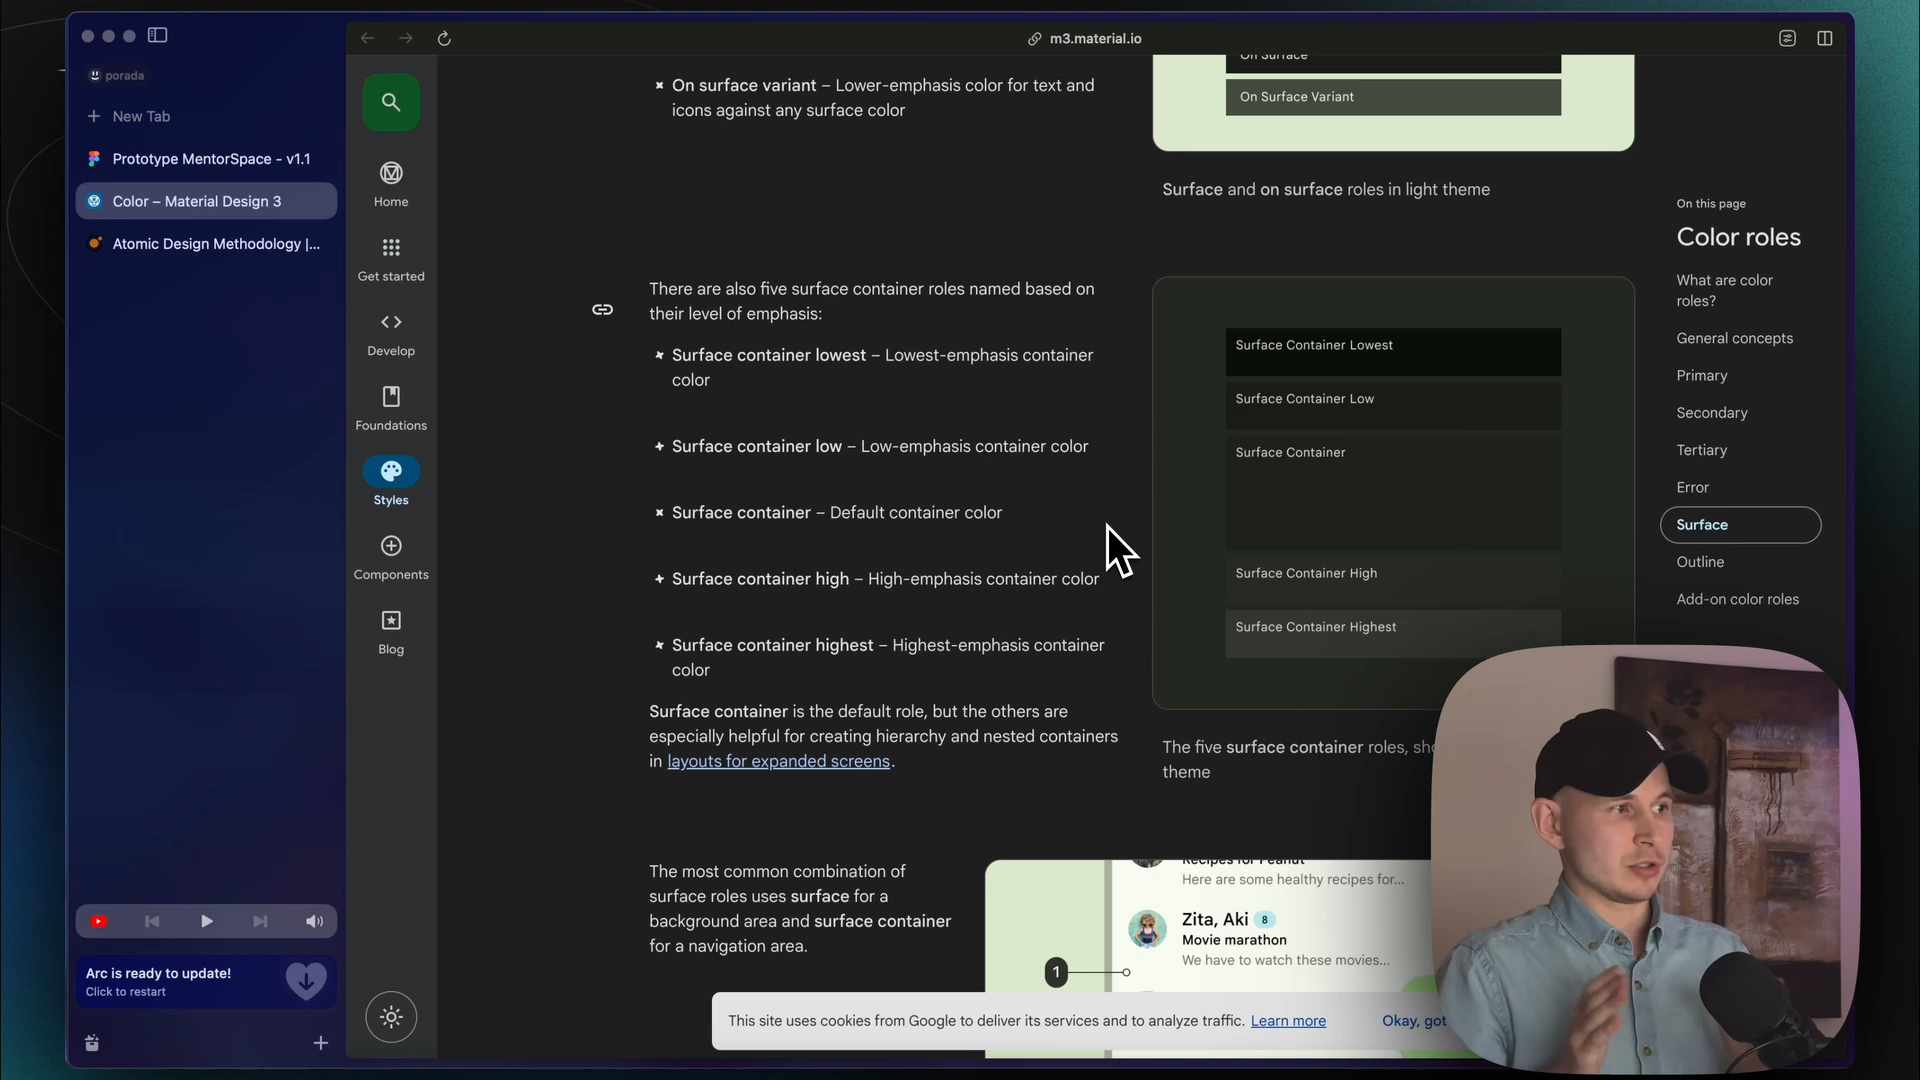 porada
New Tab
Prototype MentorSpace - v1.1
Color – Material Design 3
Atomic Design Methodology |...
Arc is ready to update!
Click to restart
m3.material.io
Home
Get started
Develop
Foundations
Styles
Components
Blog
On surface variant – Lower-emphasis color for text and
icons against any surface color
On Surface
On Surface Variant
Surface and on surface roles in light theme
There are also five surface container roles named based on
their level of emphasis:
Surface container lowest – Lowest-emphasis container
color
Surface container low – Low-emphasis container color
Surface container – Default container color
Surface container high – High-emphasis container color
Surface container highest – Highest-emphasis container
color
Surface container is the default role, but the others are
especially helpful for creating hierarchy and nested containers
in layouts for expanded screens.
Surface Container Lowest
Surface Container Low
Surface Container
Surface Container High
Surface Container Highest
The five surface container roles, sho
theme
The most common combination of
surface roles uses surface for a
background area and surface container
for a navigation area.
1
Recipes for Peanut
Here are some healthy recipes for...
Zita, Aki 8
Movie marathon
We have to watch these movies...
This site uses cookies from Google to deliver its services and to analyze traffic. Learn more
Okay, got
On this page
Color roles
What are color
roles?
General concepts
Primary
Secondary
Tertiary
Error
Surface
Outline
Add-on color roles